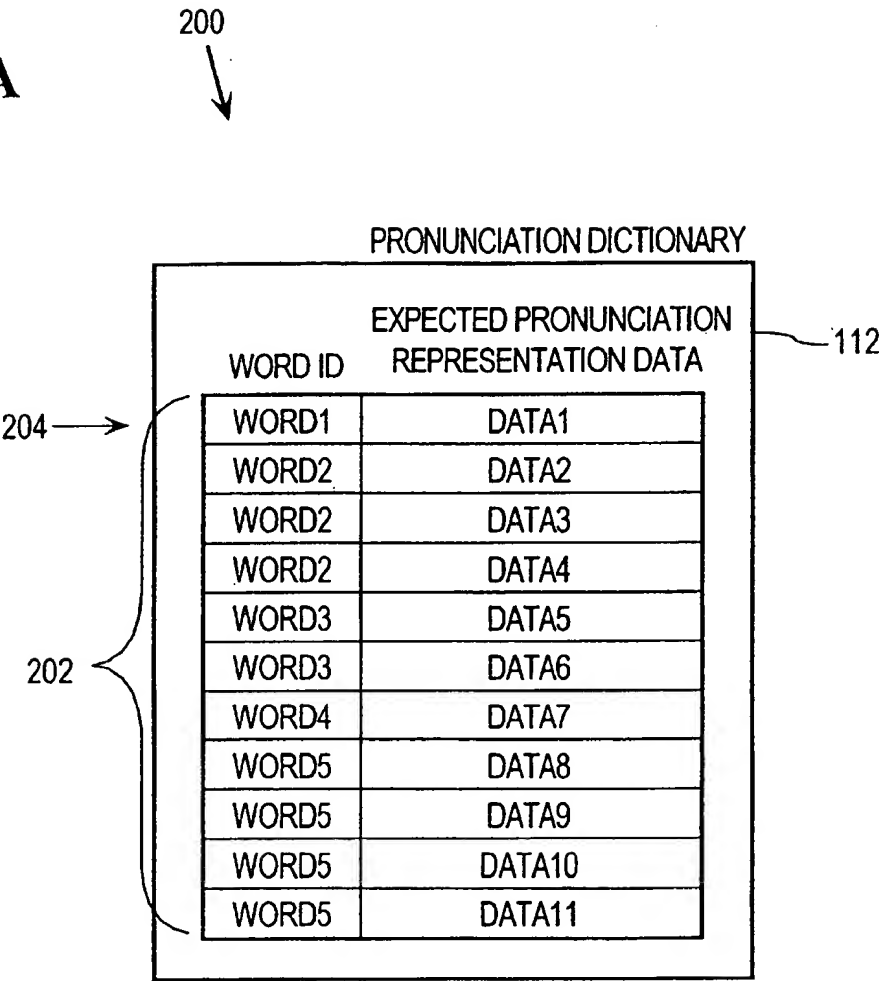 200
A
PRONUNCIATION DICTIONARY
EXPECTED PRONUNCIATION
WORD ID REPRESENTATION DATA
112
204
WORD1 DATA1
WORD2 DATA2
WORD2 DATA3
WORD2 DATA4
WORD3 DATA5
WORD3 DATA6
202
WORD4 DATA7
WORD5 DATA8
WORD5 DATA9
WORD5 DATA10
WORD5 DATA11